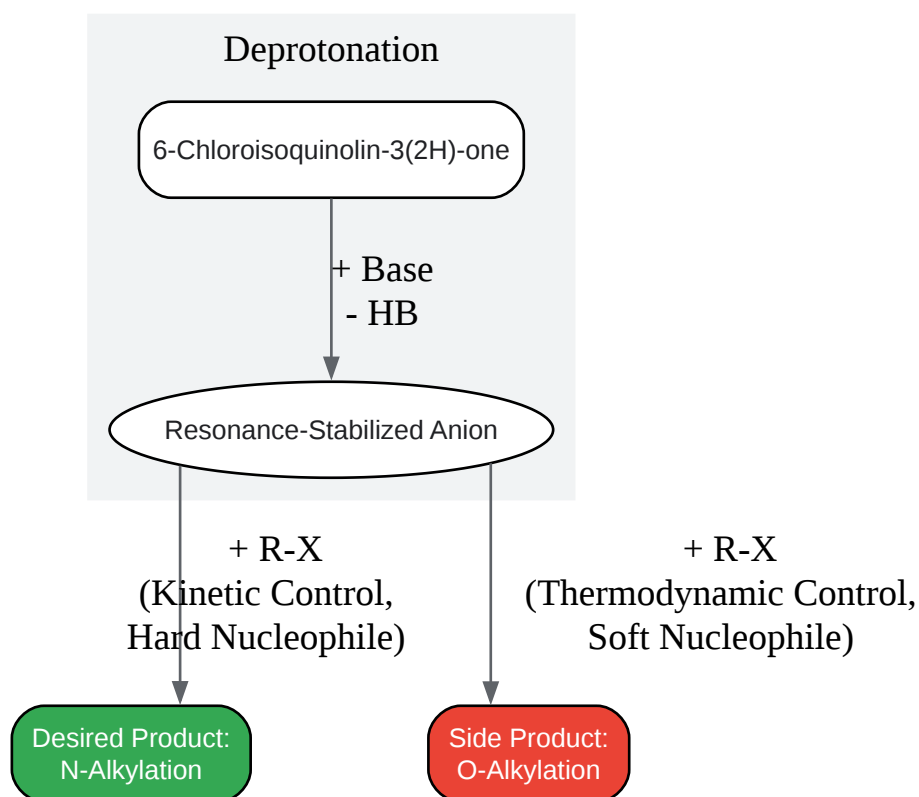 Deprotonation
6-Chloroisoquinolin-3(2H)-one
+ Base
- HB
Resonance-Stabilized Anion
+ R-X
(Kinetic Control,
Hard Nucleophile)
+ R-X
(Thermodynamic Control,
Soft Nucleophile)
Desired Product:
N-Alkylation
Side Product:
O-Alkylation